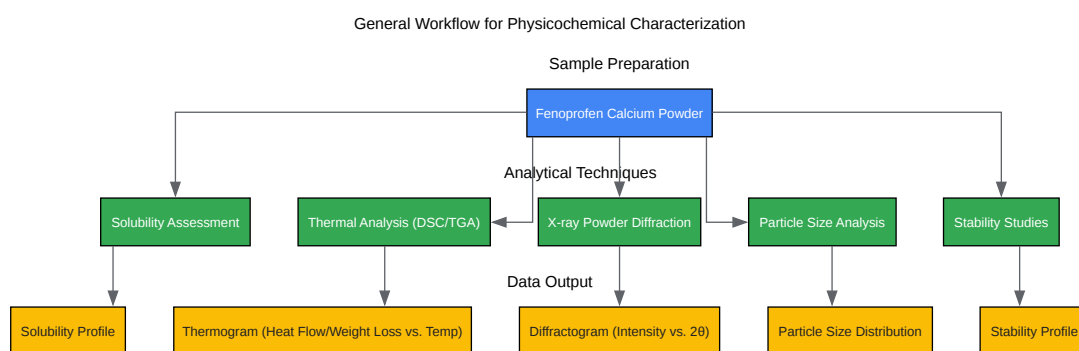 General Workflow for Physicochemical Characterization
Sample Preparation
Fenoprofen Calcium Powder
Analytical Techniques
Solubility Assessment
Thermal Analysis (DSC/TGA)
X-ray Powder Diffraction
Particle Size Analysis
Stability Studies
Data Output
Solubility Profile
Thermogram (Heat Flow/Weight Loss vs. Temp)
Diffractogram (Intensity vs. 2θ)
Particle Size Distribution
Stability Profile